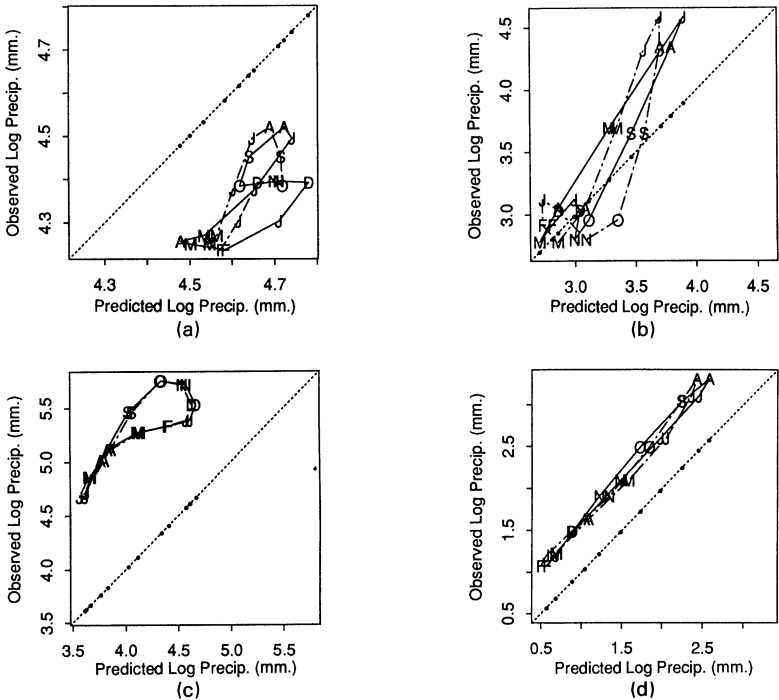 4.7
4.5
4.3
Observed Log Precip. (mm.)
4.3 4.5 4.7
Predicted Log Precip. (mm.)
(a)
4.5
4.0
3.5
3.0
Observed Log Precip. (mm.)
3.0 3.5 4.0 4.5
Predicted Log Precip. (mm.)
(b)
5.5
5.0
4.5
4.0
3.5
Observed Log Precip. (mm.)
3.5 4.0 4.5 5.0 5.5
Predicted Log Precip. (mm.)
(c)
2.5
1.5
0.5
Observed Log Precip. (mm.)
0.5 1.5 2.5
Predicted Log Precip. (mm.)
(d)